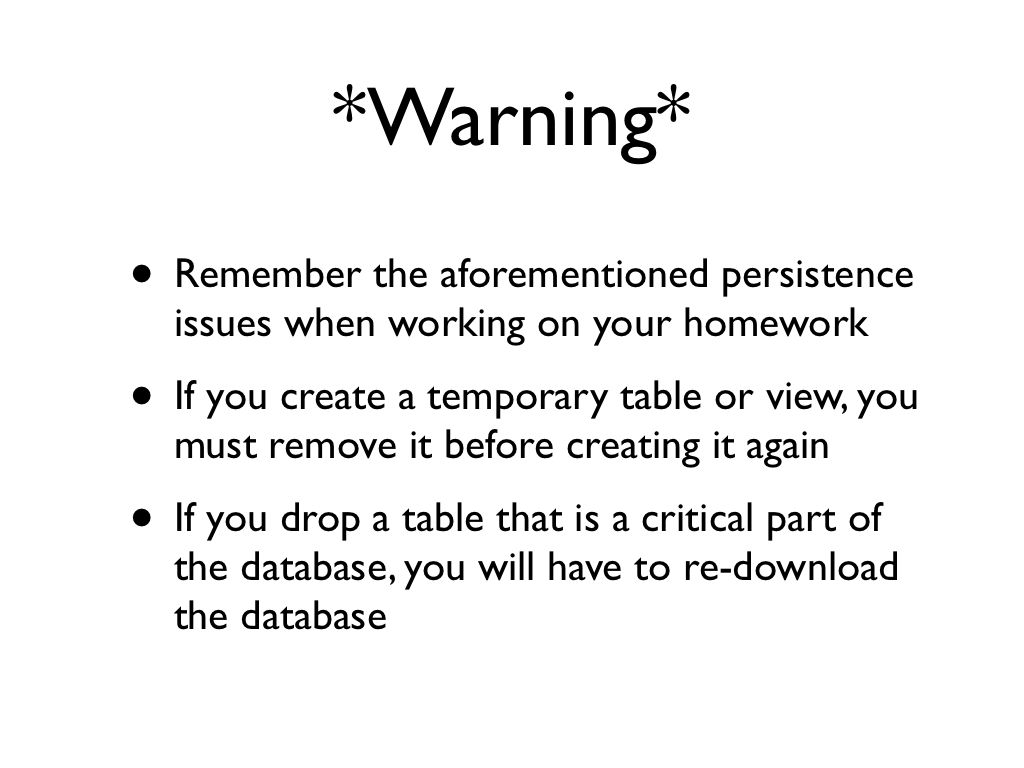 *Warning*
• Remember the aforementioned persistence
issues when working on your homework
• If you create a temporary table or view, you
must remove it before creating it again
• If you drop a table that is a critical part of
the database, you will have to re-download
the database